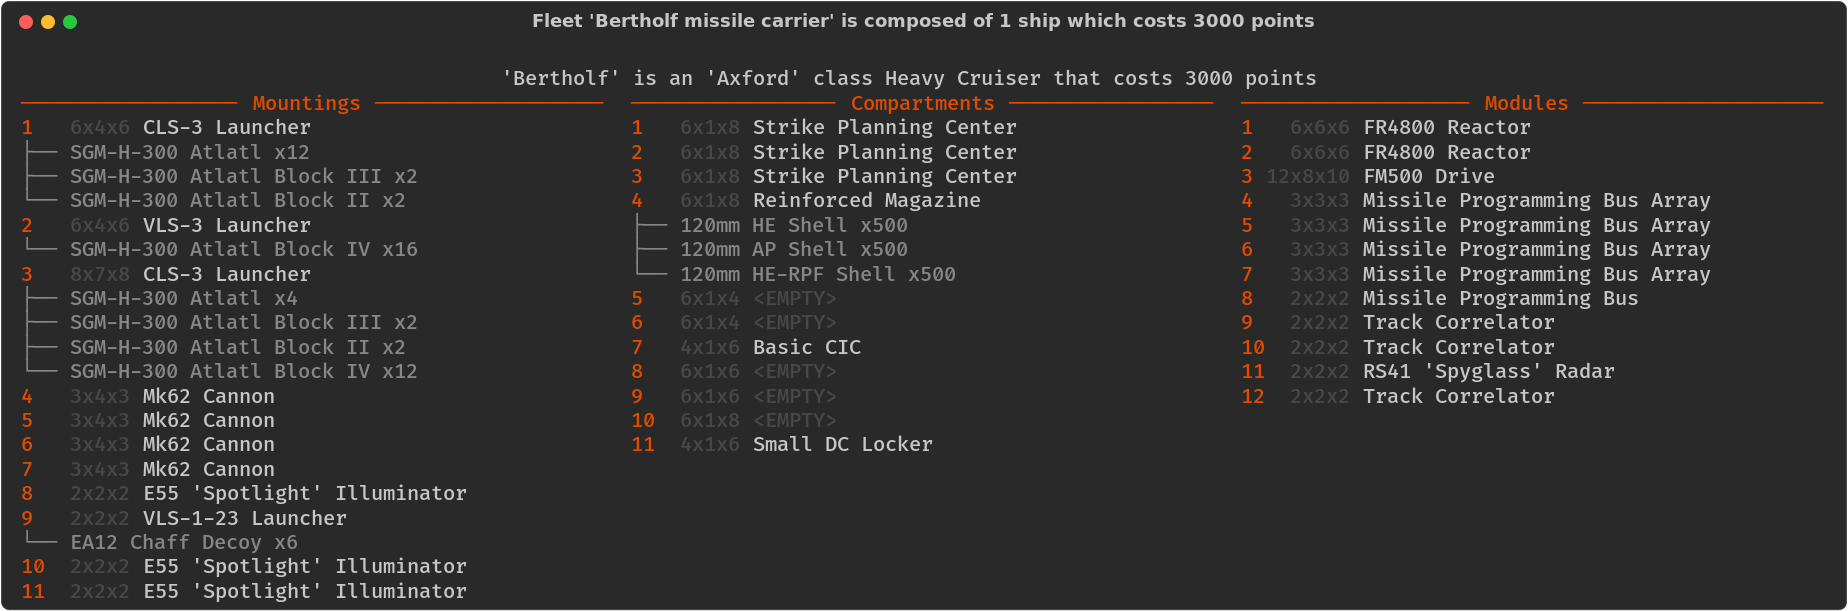 Fleet 'Bertholf missile carrier' is composed of 1 ship which costs 3000 points
'Bertholf' is an 'Axford' class Heavy Cruiser that costs 3000 points
Mountings
1 6x4x6 CLS-3 Launcher
SGM-H-300 Atlatl x12
SGM-H-300 Atlatl Block III x2
SGM-H-300 Atlatl Block II x2
2 6x4x6 VLS-3 Launcher
SGM-H-300 Atlatl Block IV x16
3 8x7x8 CLS-3 Launcher
SGM-H-300 Atlatl x4
SGM-H-300 Atlatl Block III x2
SGM-H-300 Atlatl Block II x2
SGM-H-300 Atlatl Block IV x12
4 3x4x3 Mk62 Cannon
5 3x4x3 Mk62 Cannon
6 3x4x3 Mk62 Cannon
7 3x4x3 Mk62 Cannon
8 2x2x2 E55 'Spotlight' Illuminator
9 2x2x2 VLS-1-23 Launcher
EA12 Chaff Decoy x6
10 2x2x2 E55 'Spotlight' Illuminator
11 2x2x2 E55 'Spotlight' Illuminator
Compartments
1 6x1x8 Strike Planning Center
2 6x1x8 Strike Planning Center
3 6x1x8 Strike Planning Center
4 6x1x8 Reinforced Magazine
120mm HE Shell x500
120mm AP Shell x500
120mm HE-RPF Shell x500
5 6x1x4 <EMPTY>
6 6x1x4 <EMPTY>
7 4x1x6 Basic CIC
8 6x1x6 <EMPTY>
9 6x1x6 <EMPTY>
10 6x1x8 <EMPTY>
11 4x1x6 Small DC Locker
Modules
1 6x6x6 FR4800 Reactor
2 6x6x6 FR4800 Reactor
3 12x8x10 FM500 Drive
4 3x3x3 Missile Programming Bus Array
5 3x3x3 Missile Programming Bus Array
6 3x3x3 Missile Programming Bus Array
7 3x3x3 Missile Programming Bus Array
8 2x2x2 Missile Programming Bus
9 2x2x2 Track Correlator
10 2x2x2 Track Correlator
11 2x2x2 RS41 'Spyglass' Radar
12 2x2x2 Track Correlator